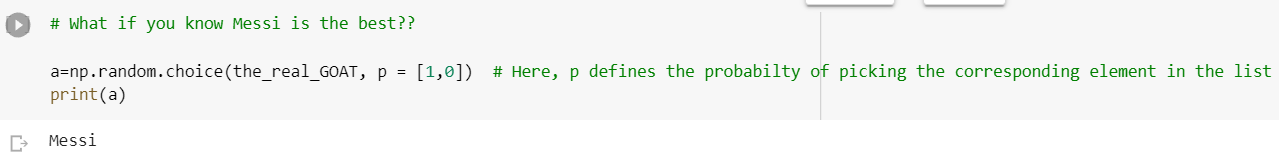 # What if you know Messi is the best??
a=np.random.choice(the_real_GOAT, p = [1,0])  # Here, p defines the probabilty of picking the corresponding element in the list
print(a)
Messi